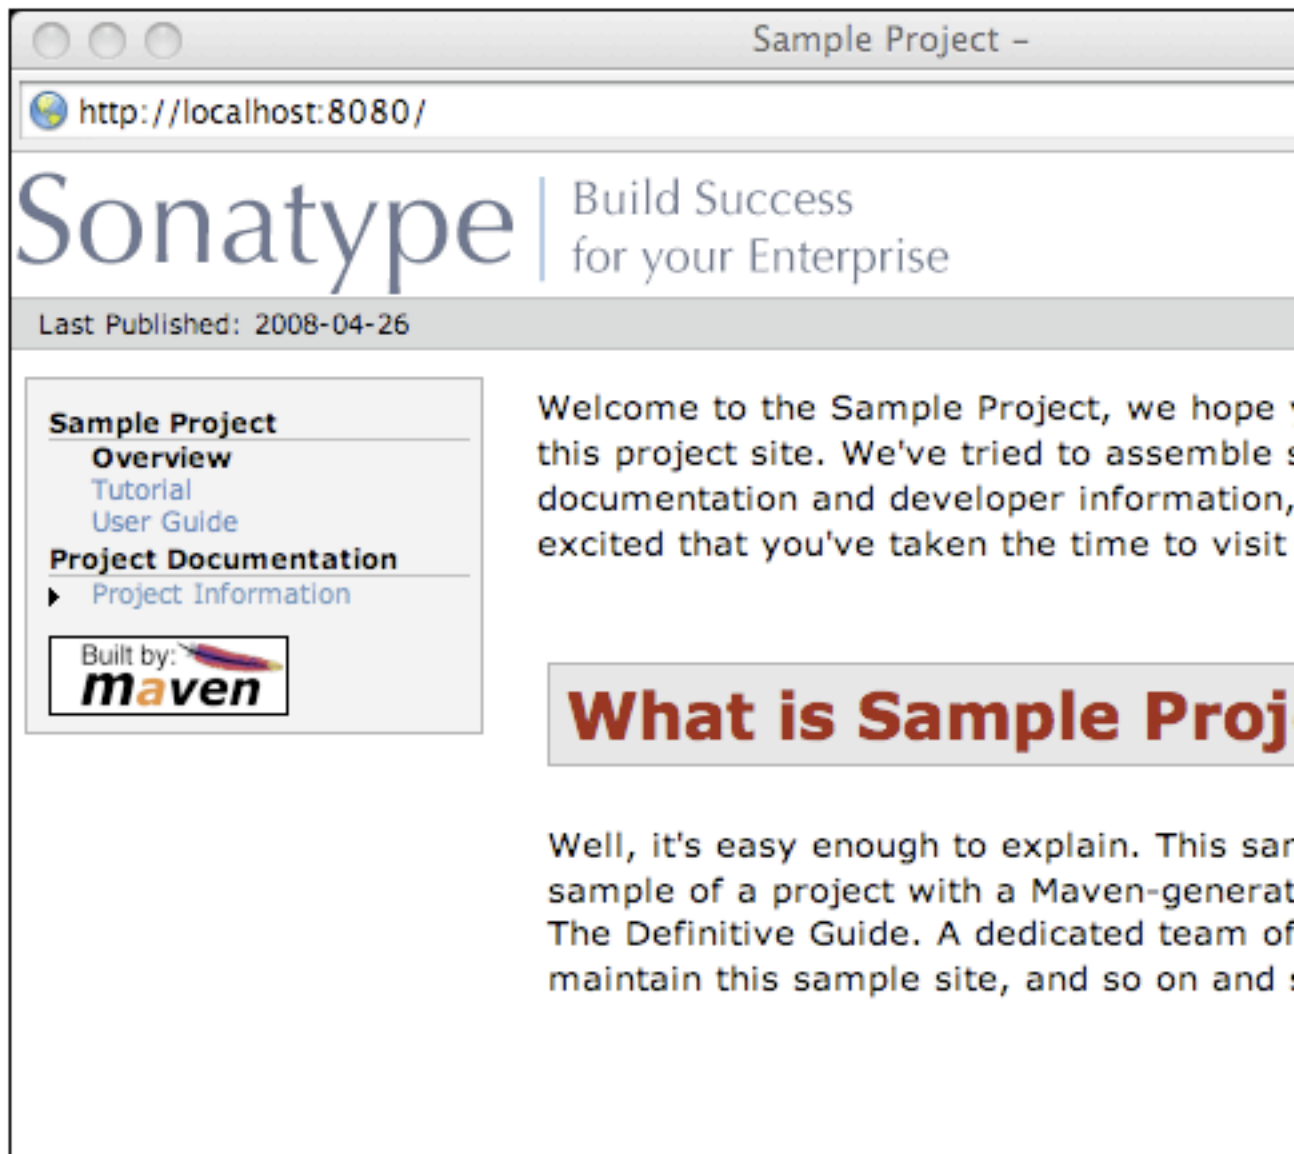 Sample Project –
http://localhost:8080/
Sonatype
Build Success
for your Enterprise
Last Published: 2008-04-26
Sample Project
Overview
Tutorial
User Guide
Project Documentation
Project Information
Built by:
maven
Welcome to the Sample Project, we hope
this project site. We've tried to assemble
documentation and developer information,
excited that you've taken the time to visit
What is Sample
Well, it's easy enough to explain. This
sample of a project with a
The Definitive Guide. A dedicated team of
maintain this sample site, and so on and